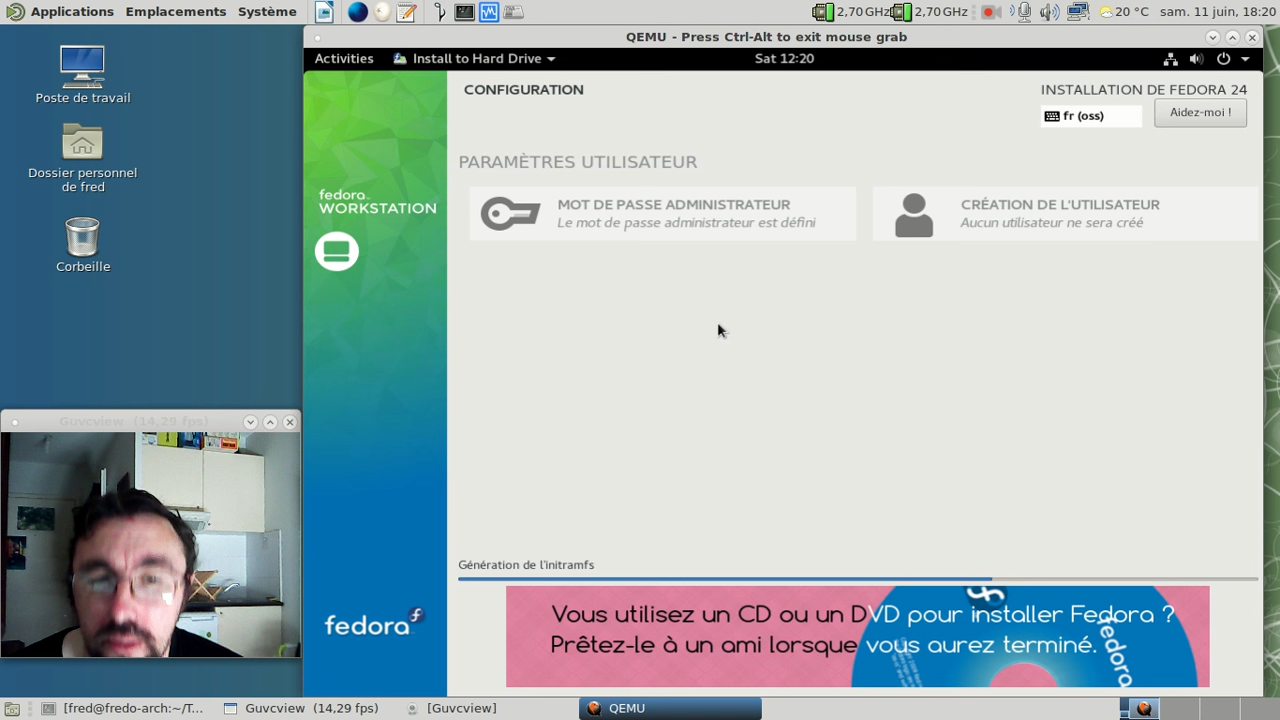 Applications Emplacements Système 2,70 GHz 2,70 GHz 20 °C sam. 11 juin, 18:20
QEMU - Press Ctrl-Alt to exit mouse grab
Activities Install to Hard Drive Sat 12:20
CONFIGURATION INSTALLATION DE FEDORA 24
fr (oss) Aidez-moi !
Poste de travail
Dossier personnel
de fred
Corbeille
fedora
WORKSTATION
PARAMÈTRES UTILISATEUR
MOT DE PASSE ADMINISTRATEUR
Le mot de passe administrateur est défini
CRÉATION DE L'UTILISATEUR
Aucun utilisateur ne sera créé
Guvcview (14,29 fps)
Génération de l'initramfs
Vous utilisez un CD ou un DVD pour installer Fedora ?
Prêtez-le à un ami lorsque vous aurez terminé.
fedora
fedora
[fred@fredo-arch:~/T... Guvcview (14,29 fps) [Guvcview] QEMU